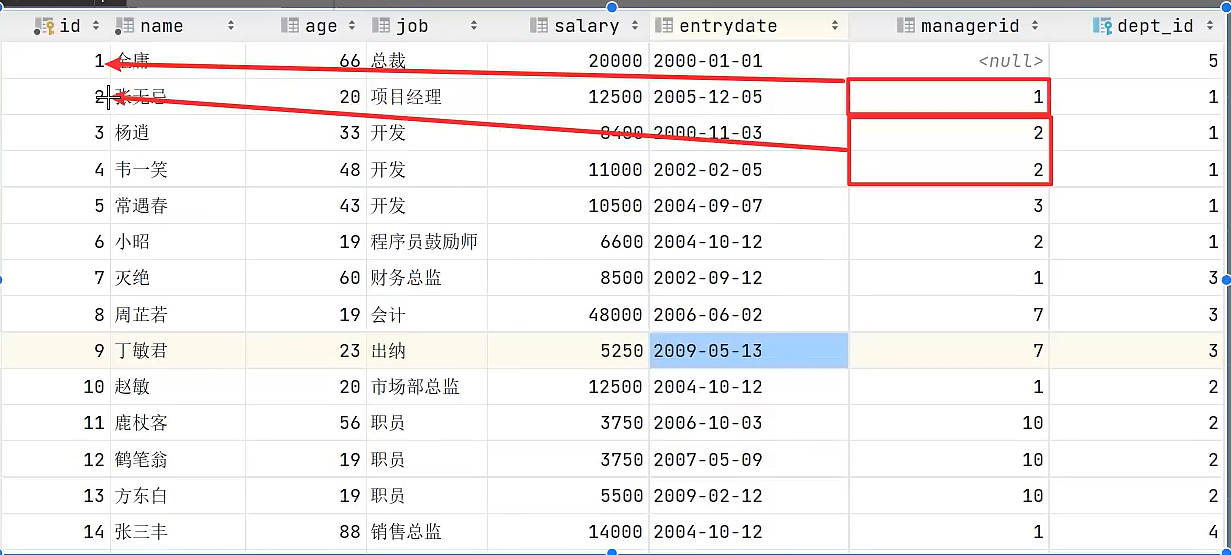 id name age job salary entrydate managerid dept_id
1 金庸 66 总裁 20000 2000-01-01 <null> 5
2 张无忌 20 项目经理 12500 2005-12-05 1 1
3 杨逍 33 开发 8400 2000-11-03 2 1
4 韦一笑 48 开发 11000 2002-02-05 2 1
5 常遇春 43 开发 10500 2004-09-07 3 1
6 小昭 19 程序员鼓励师 6600 2004-10-12 2 1
7 灭绝 60 财务总监 8500 2002-09-12 1 3
8 周芷若 19 会计 48000 2006-06-02 7 3
9 丁敏君 23 出纳 5250 2009-05-13 7 3
10 赵敏 20 市场部总监 12500 2004-10-12 1 2
11 鹿杖客 56 职员 3750 2006-10-03 10 2
12 鹤笔翁 19 职员 3750 2007-05-09 10 2
13 方东白 19 职员 5500 2009-02-12 10 2
14 张三丰 88 销售总监 14000 2004-10-12 1 4